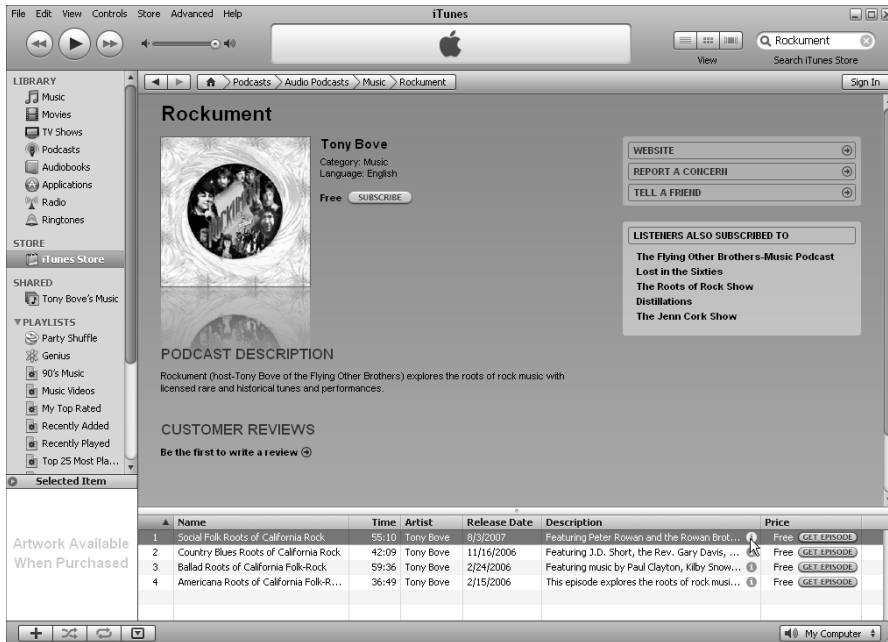 File Edit View Controls Store Advanced Help
iTunes
Rockument
View
Search iTunes Store
LIBRARY
Music
Movies
TV Shows
Podcasts
Audiobooks
Applications
Radio
Ringtones
STORE
iTunes Store
SHARED
Tony Bove's Music
PLAYLISTS
Party Shuffle
Genius
90's Music
Music Videos
My Top Rated
Recently Added
Recently Played
Top 25 Most Pla...
Selected Item
Artwork Available
When Purchased
Podcasts Audio Podcasts Music Rockument
Sign In
Rockument
Tony Bove
Category: Music
Language: English
Free SUBSCRIBE
WEBSITE
REPORT A CONCERN
TELL A FRIEND
LISTENERS ALSO SUBSCRIBED TO
The Flying Other Brothers-Music Podcast
Lost in the Sixties
The Roots of Rock Show
Distillations
The Jenn Cork Show
PODCAST DESCRIPTION
Rockument (host-Tony Bove of the Flying Other Brothers) explores the roots of rock music with
licensed rare and historical tunes and performances.
CUSTOMER REVIEWS
Be the first to write a review
Name Time Artist Release Date Description Price
1 Social Folk Roots of California Rock 55:10 Tony Bove 8/3/2007 Featuring Peter Rowan and the Rowan Brot... Free GET EPISODE
2 Country Blues Roots of California Rock 42:09 Tony Bove 11/16/2006 Featuring J.D. Short, the Rev. Gary Davis, ... Free GET EPISODE
3 Ballad Roots of California Folk-Rock 59:36 Tony Bove 2/24/2006 Featuring music by Paul Clayton, Kilby Snow... Free GET EPISODE
4 Americana Roots of California Folk-R... 36:49 Tony Bove 2/15/2006 This episode explores the roots of rock musi... Free GET EPISODE
My Computer